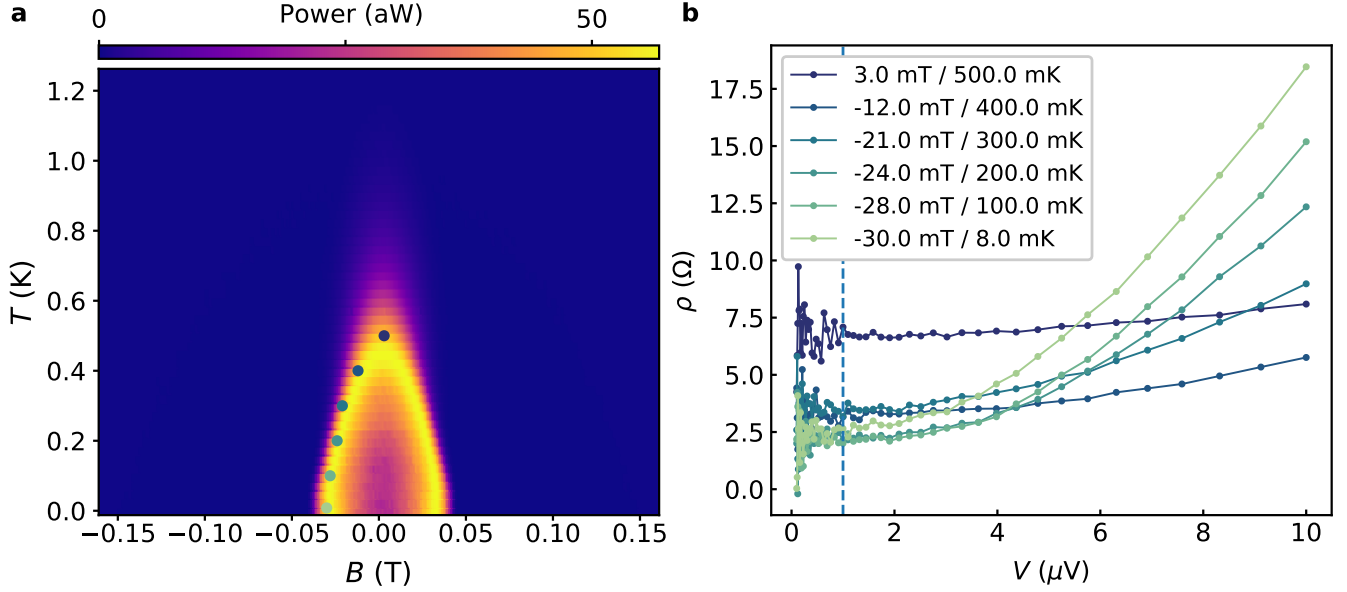 a
Power (aW)
0 50
T (K)
1.2
1.0
0.8
0.6
0.4
0.2
0.0
−0.15 −0.10 −0.05 0.00 0.05 0.10 0.15
B (T)
b
3.0 mT / 500.0 mK
-12.0 mT / 400.0 mK
-21.0 mT / 300.0 mK
-24.0 mT / 200.0 mK
-28.0 mT / 100.0 mK
-30.0 mT / 8.0 mK
ρ (Ω)
17.5
15.0
12.5
10.0
7.5
5.0
2.5
0.0
0 2 4 6 8 10
V (μV)